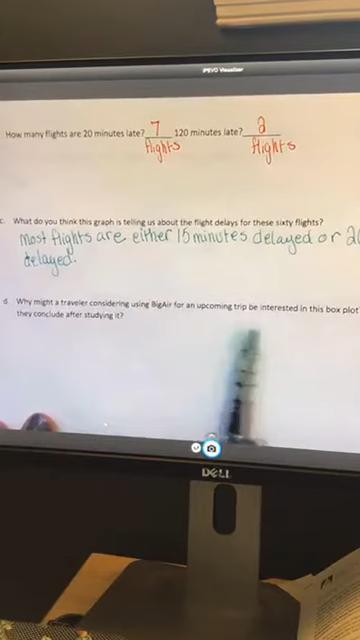 IPEVO Visualizer
How many flights are 20 minutes late? 7 flights 120 minutes late? 2 flights
c. What do you think this graph is telling us about the flight delays for these sixty flights?
most flights are either 15 minutes delayed or 20
delayed.
d. Why might a traveler considering using BigAir for an upcoming trip be interested in this box plot
they conclude after studying it?
DELL